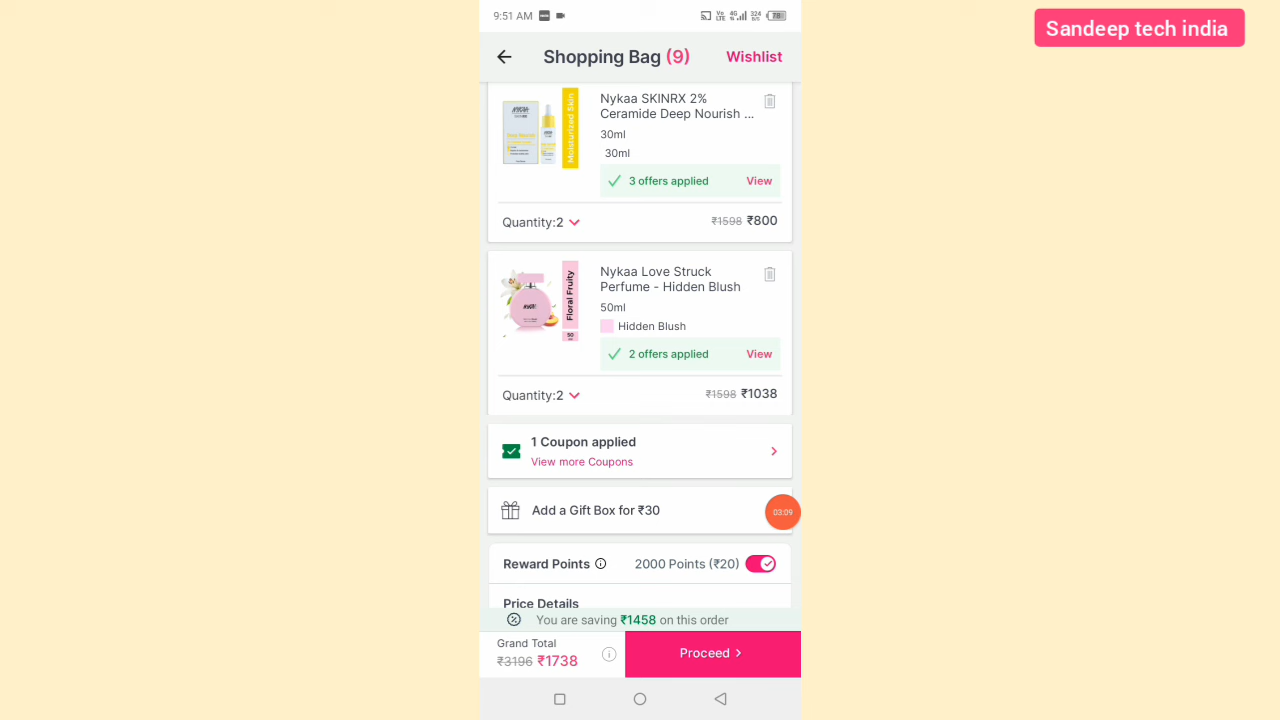 9:51 AM
Sandeep tech india
Shopping Bag (9)
Wishlist
Nykaa SKINRX 2%
Ceramide Deep Nourish ...
30ml
30ml
Moisturized Skin
3 offers applied
View
Quantity:2
₹1598 ₹800
Nykaa Love Struck
Perfume - Hidden Blush
50ml
Hidden Blush
Floral Fruity
2 offers applied
View
Quantity:2
₹1598 ₹1038
1 Coupon applied
View more Coupons
Add a Gift Box for ₹30
03:09
Reward Points
2000 Points (₹20)
Price Details
You are saving ₹1458 on this order
Grand Total
₹3196 ₹1738
Proceed